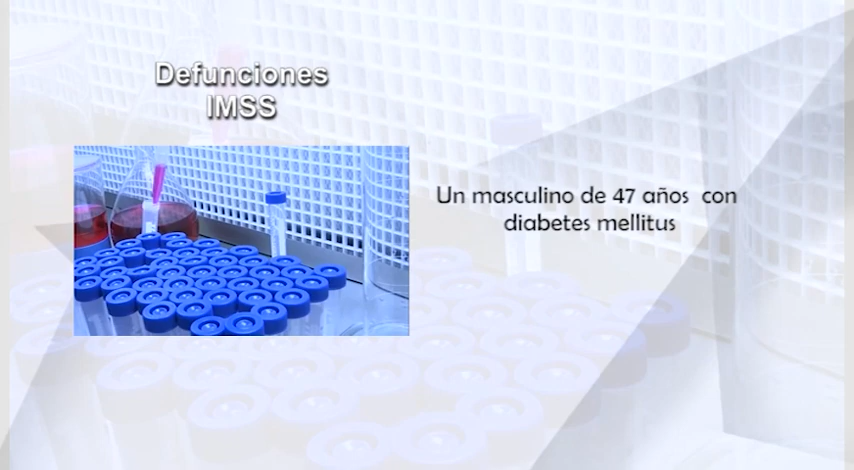 Defunciones
IMSS
Un masculino de 47 años con
diabetes mellitus